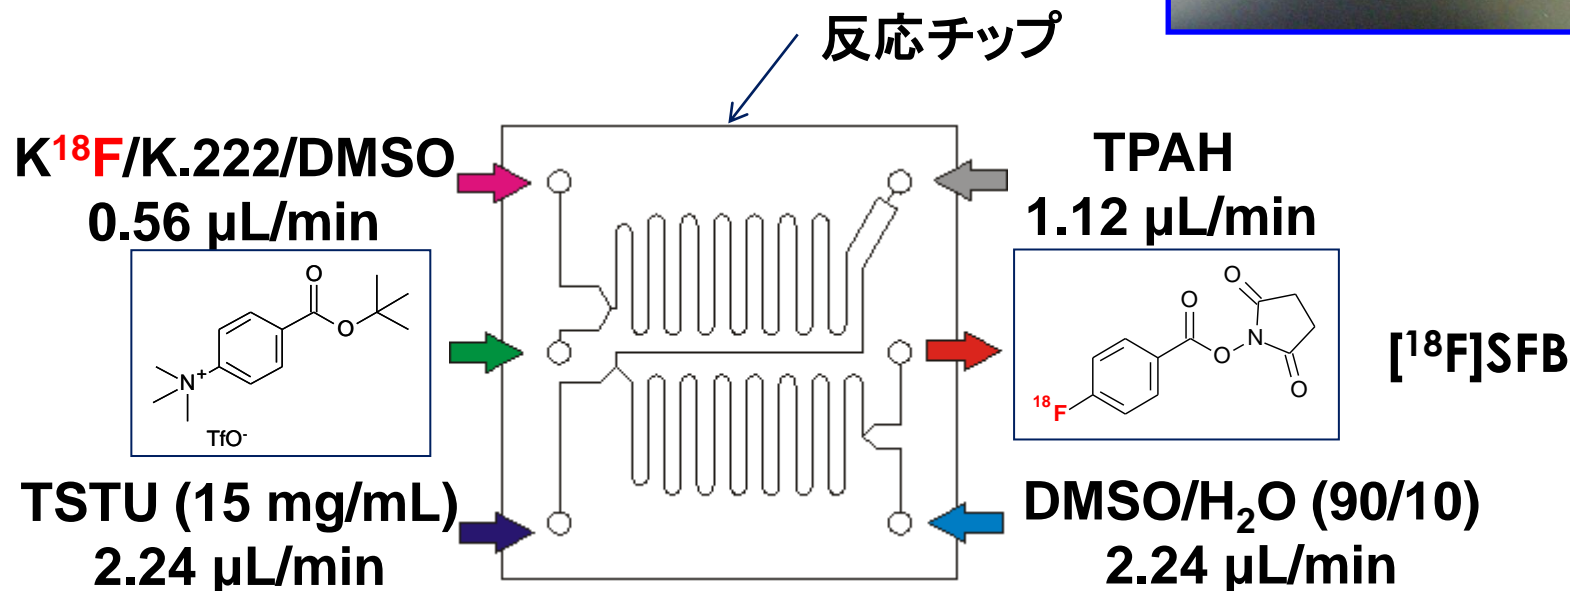 反応チップ
K18F/K.222/DMSO
0.56 µL/min
TPAH
1.12 µL/min
O
O
N+
TfO-
O
O
O
N
O
18F
[18F]SFB
TSTU (15 mg/mL)
2.24 µL/min
DMSO/H2O (90/10)
2.24 µL/min